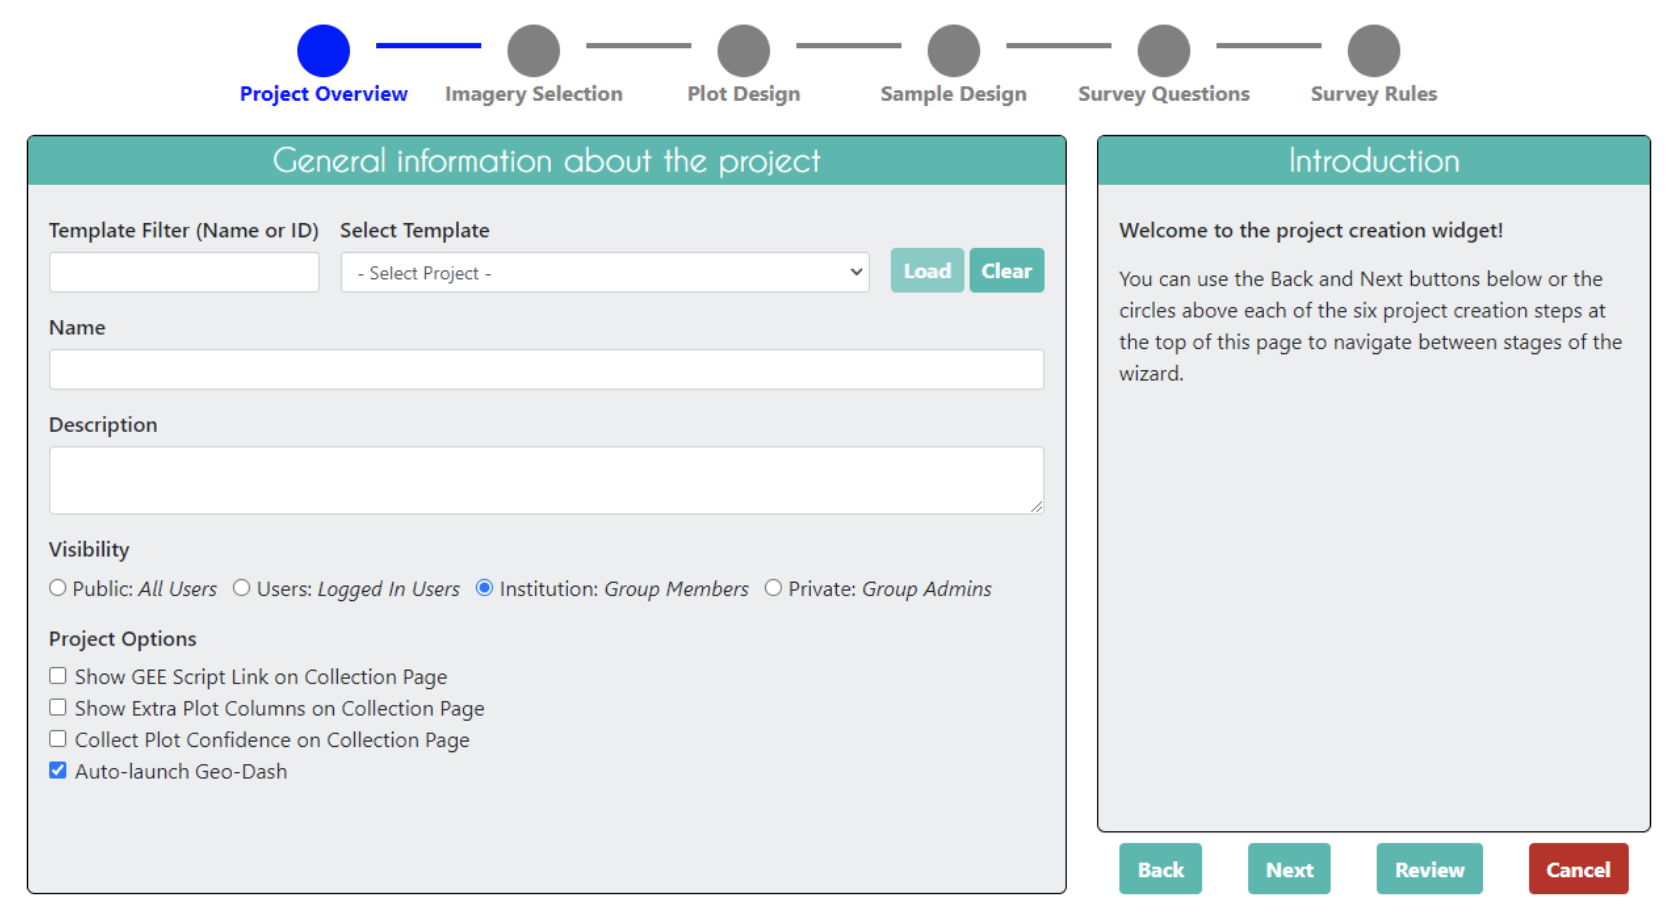 Project Overview
Imagery Selection
Plot Design
Sample Design
Survey Questions
Survey Rules
General information about the project
Template Filter (Name or ID)
Select Template
- Select Project -
Load
Clear
Name
Description
Visibility
Public: All Users
Users: Logged In Users
Institution: Group Members
Private: Group Admins
Project Options
Show GEE Script Link on Collection Page
Show Extra Plot Columns on Collection Page
Collect Plot Confidence on Collection Page
Auto-launch Geo-Dash
Introduction
Welcome to the project creation widget!
You can use the Back and Next buttons below or the
circles above each of the six project creation steps at
the top of this page to navigate between stages of the
wizard.
Back
Next
Review
Cancel